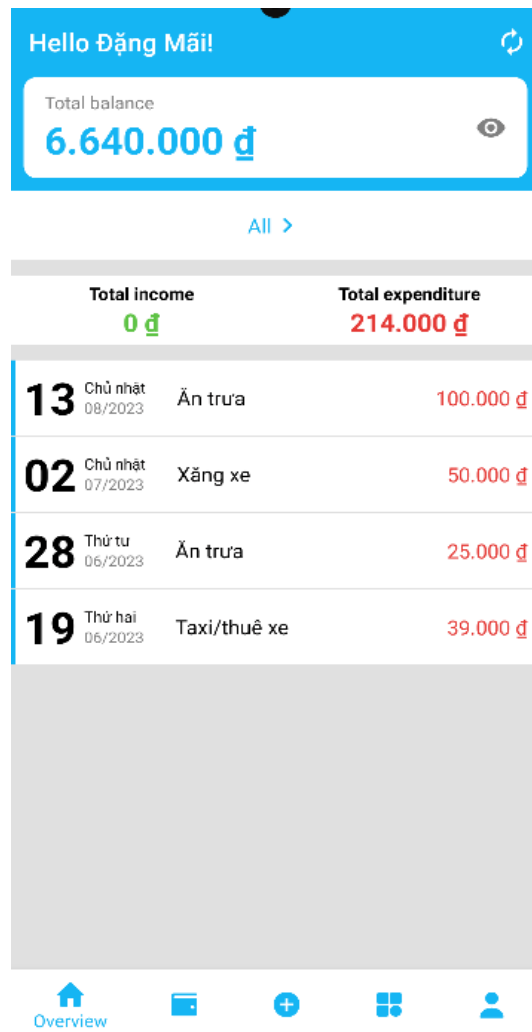 Hello Đặng Mãi!
Total balance
6.640.000 ₫
All
Total income
Total expenditure
0 ₫
214.000 ₫
13 Chủ nhật 08/2023 Ăn trưa 100.000 ₫
02 Chủ nhật 07/2023 Xăng xe 50.000 ₫
28 Thứ tư 06/2023 Ăn trưa 25.000 ₫
19 Thứ hai 06/2023 Taxi/thuê xe 39.000 ₫
Overview